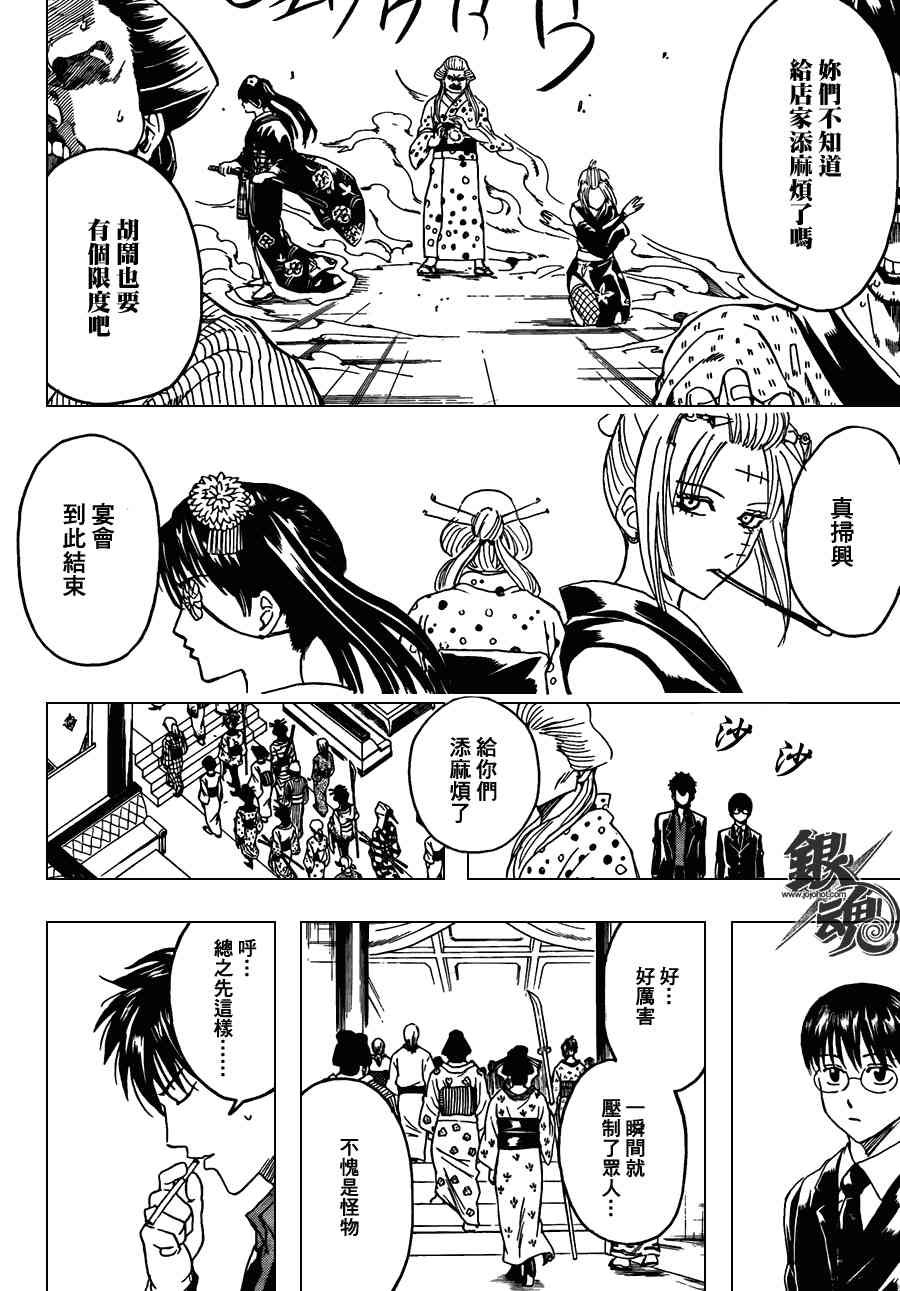 妳們不知道
給店家添麻煩了嗎
胡鬧也要
有個限度吧
真掃興
宴會
到此結束
沙沙
給你們
添麻煩了
銀魂
www.jojohot.com
好…
好厲害
一瞬間就
壓制了眾人…
不愧是怪物
呼…
總之先這樣……